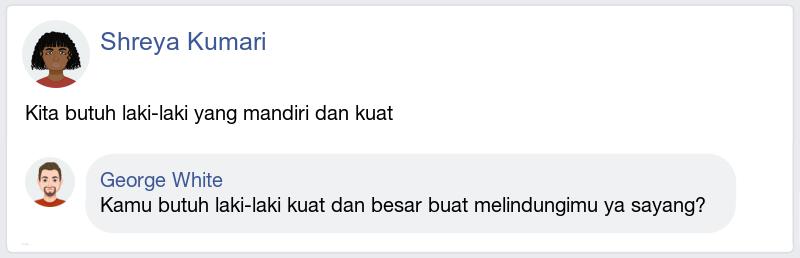 Shreya Kumari
Kita butuh laki-laki yang mandiri dan kuat
George White
Kamu butuh laki-laki kuat dan besar buat melindungimu ya sayang?